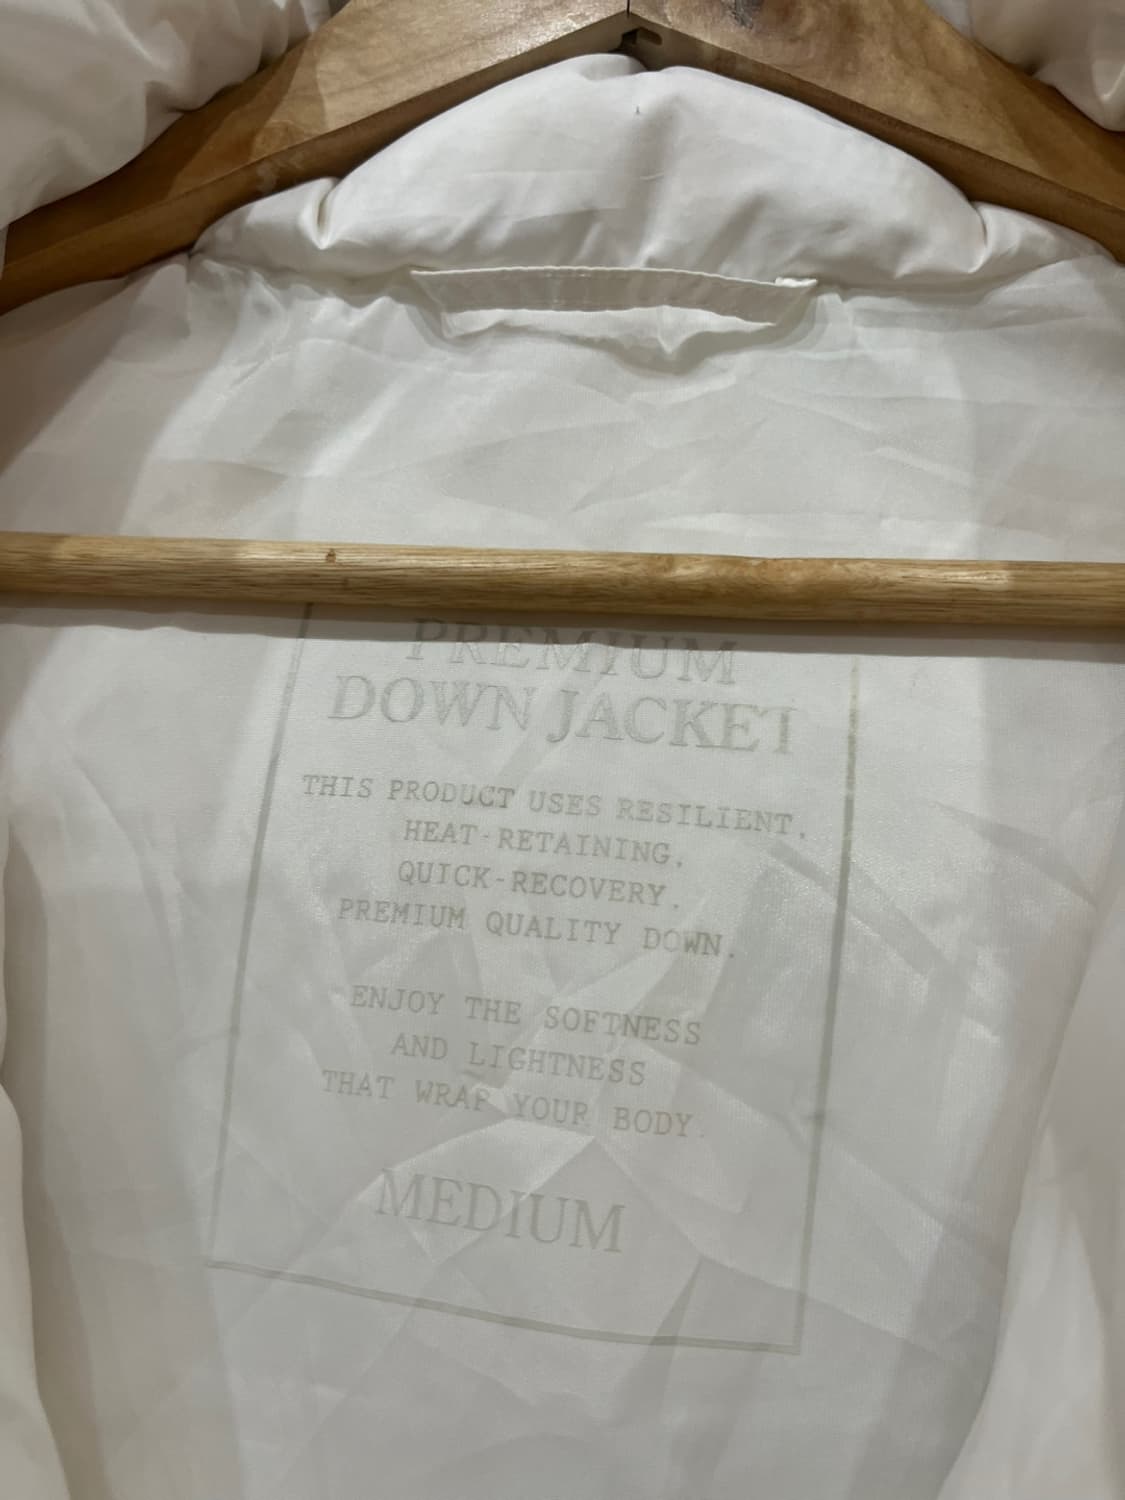 PREMIUM
DOWN JACKET
THIS PRODUCT USES RESILIENT,
HEAT-RETAINING,
QUICK-RECOVERY,
PREMIUM QUALITY DOWN.
ENJOY THE SOFTNESS
AND LIGHTNESS
THAT WRAP YOUR BODY.
MEDIUM